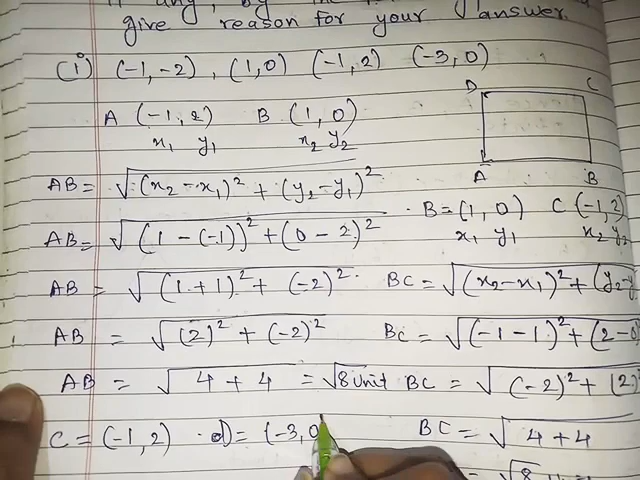 any, by the
give reason for your answer.
(i) (-1,-2), (1,0) (-1,2) (-3,0)
D C
A (-1,2) B (1,0)
x₁ y₁ x₂ y₂
A B
AB = √(x₂-x₁)² + (y₂-y₁)²
B = (1,0) C (-1,2)
x₁ y₁ x₂ y₂
AB = √(1-(-1))² + (0-2)²
AB = √(1+1)² + (-2)² BC = √(x₂-x₁)² + (y₂-y
AB = √(2)² + (-2)² BC = √(-1-1)² + (2-0
AB = √4+4 = √8 unit BC = √(-2)² + (2)
C = (-1,2) d) = (-3,0 BC = √4+4
= √8